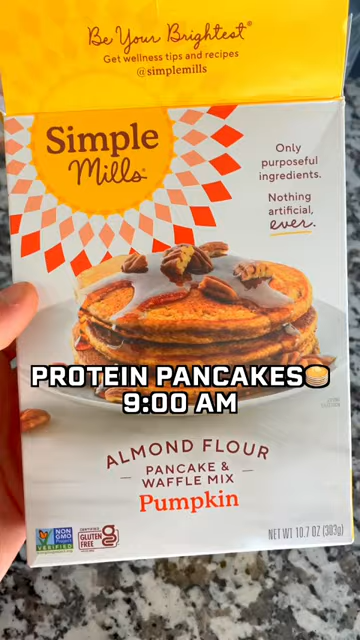 Be Your Brightest®
Get wellness tips and recipes
@simplemills
Simple
Mills®
Only
purposeful
ingredients.
Nothing
artificial,
ever.
PROTEIN PANCAKES🥞
9:00 AM
ALMOND FLOUR
PANCAKE &
WAFFLE MIX
Pumpkin
NON
GMO
Project
VERIFIED
CERTIFIED
GLUTEN
FREE
NET WT 10.7 OZ (303g)